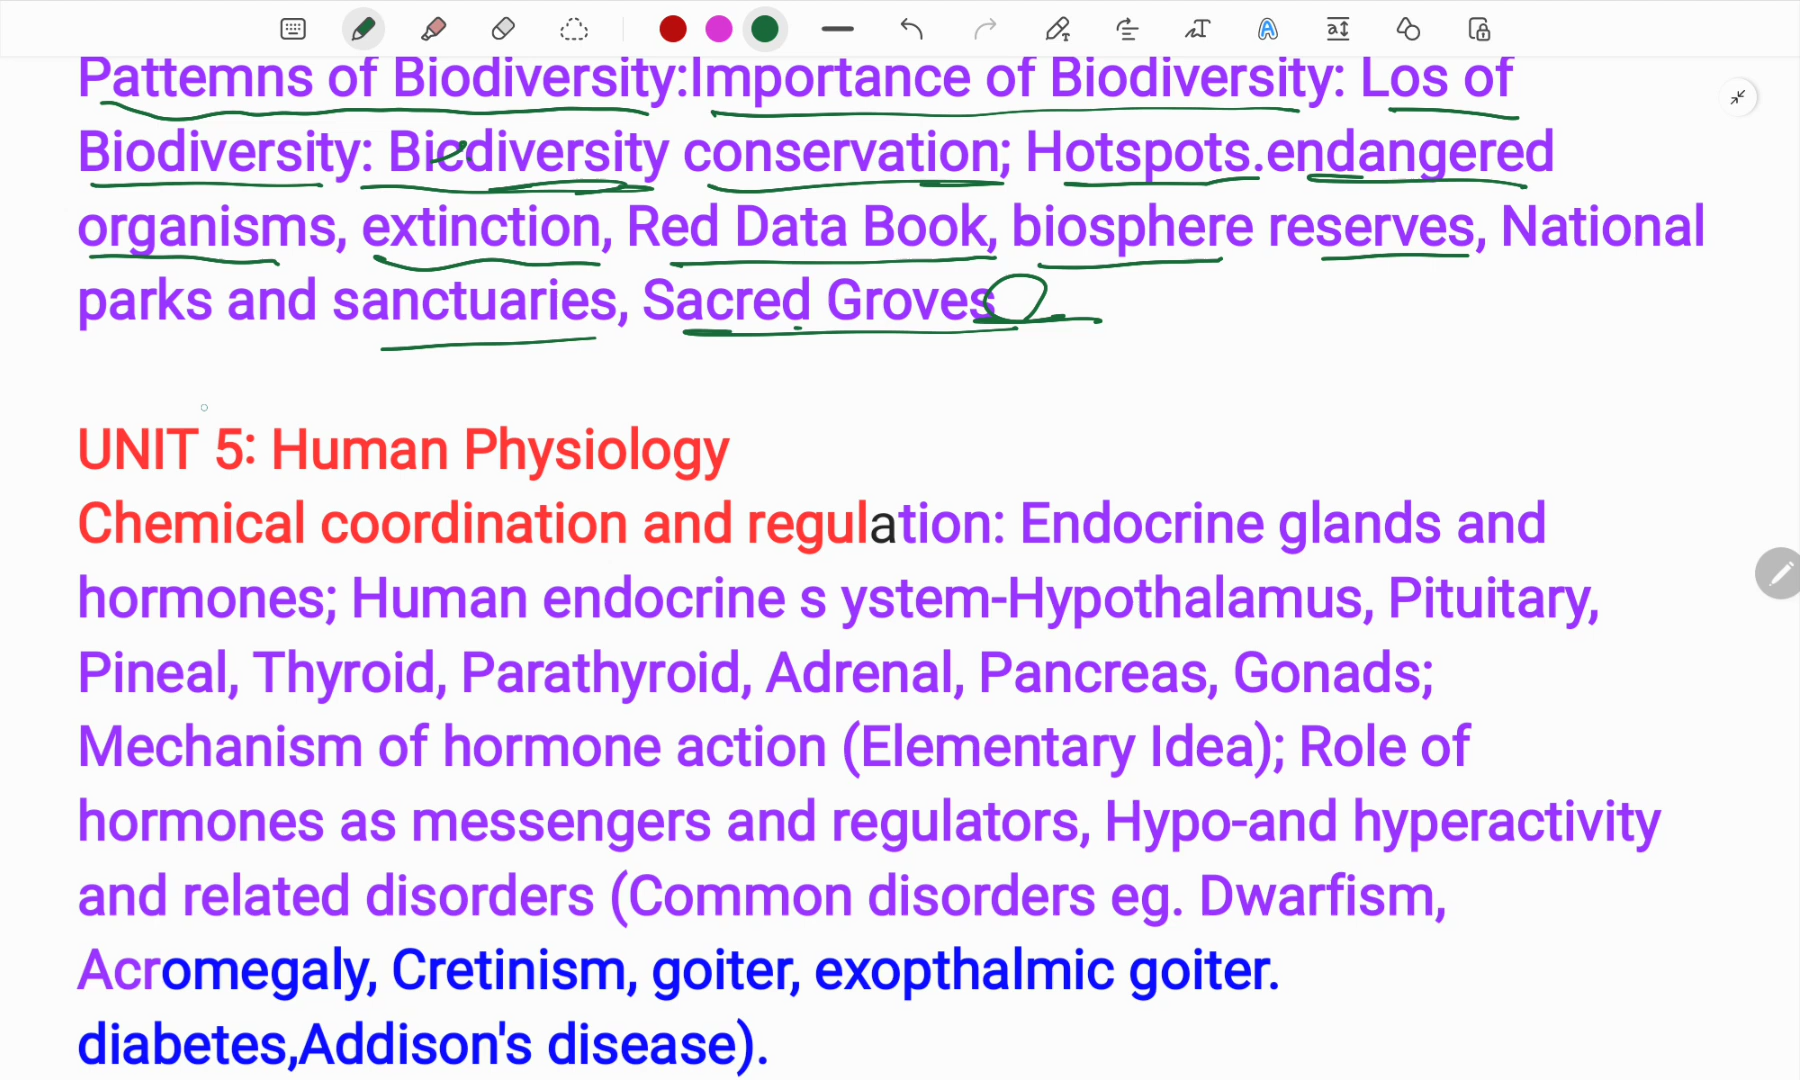 Pattemns of Biodiversity:Importance of Biodiversity: Los of
Biodiversity: Bicdiversity conservation; Hotspots.endangered
organisms, extinction, Red Data Book, biosphere reserves, National
parks and sanctuaries, Sacred Groves
UNIT 5: Human Physiology
Chemical coordination and regulation: Endocrine glands and
hormones; Human endocrine s ystem-Hypothalamus, Pituitary,
Pineal, Thyroid, Parathyroid, Adrenal, Pancreas, Gonads;
Mechanism of hormone action (Elementary Idea); Role of
hormones as messengers and regulators, Hypo-and hyperactivity
and related disorders (Common disorders eg. Dwarfism,
Acromegaly, Cretinism, goiter, exopthalmic goiter.
diabetes,Addison's disease).